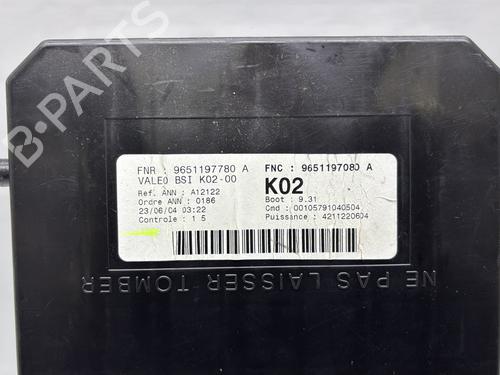 FNR : 9651197780 A
VALEO BSI K02-00
Ref. ANN : A12122
Ordre ANN : 0186
23/06/04 03:22
Controle : 1 5
FNC : 9651197080 A
K02
Boot : 9.31
Cmd : 00105791040504
Puissance : 4211220604
NE PAS LAISSER TOMBER
B-PARTS